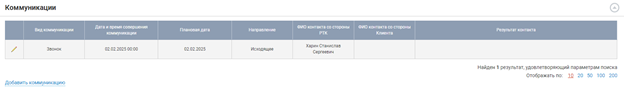 Коммуникации
Вид коммуникации
Дата и время совершения
коммуникации
Плановая дата
Направление
ФИО контакта со стороны
РТК
ФИО контакта со стороны
Клиента
Результат контакта
Звонок
02.02.2025 00:00
02.02.2025
Исходящее
Харин Станислав
Сергеевич
Найден 1 результат, удовлетворяющий параметрам поиска
Отображать по: 10 20 50 100 200
Добавить коммуникацию